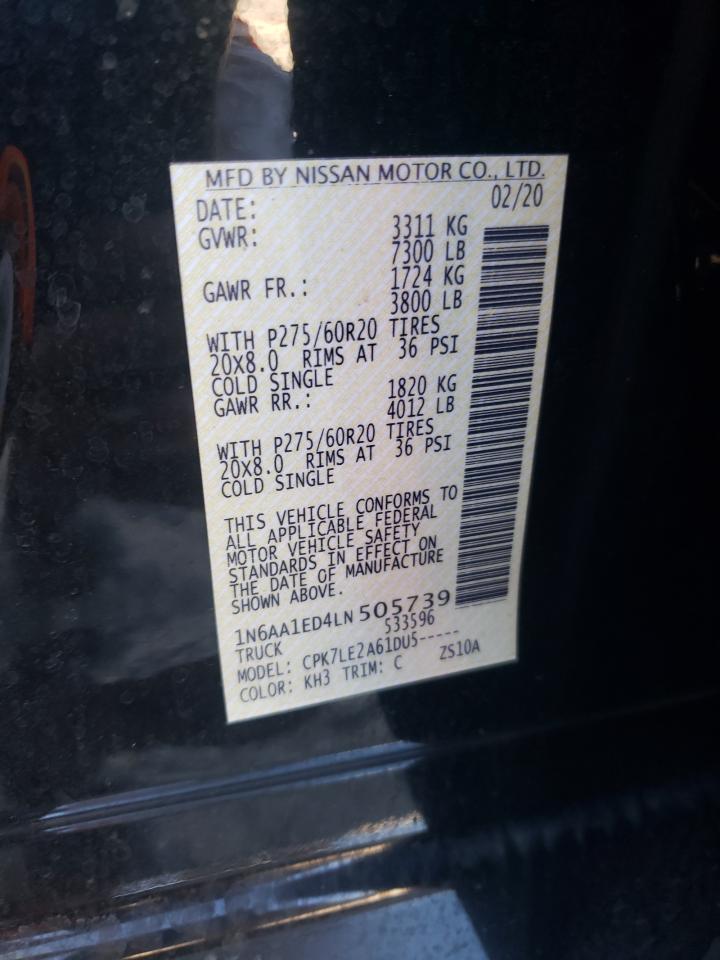 MFD BY NISSAN MOTOR CO., LTD.
DATE: 02/20
GVWR: 3311 KG
7300 LB
GAWR FR.: 1724 KG
3800 LB
WITH P275/60R20 TIRES
20X8.0 RIMS AT 36 PSI
COLD SINGLE
GAWR RR.: 1820 KG
4012 LB
WITH P275/60R20 TIRES
20X8.0 RIMS AT 36 PSI
COLD SINGLE
THIS VEHICLE CONFORMS TO
ALL APPLICABLE FEDERAL
MOTOR VEHICLE SAFETY
STANDARDS IN EFFECT ON
THE DATE OF MANUFACTURE
SHOWN ABOVE.
1N6AA1ED4LN505739
TRUCK 533596
MODEL: CPK7LE2A61DU5-----
COLOR: KH3 TRIM: C ZS10A